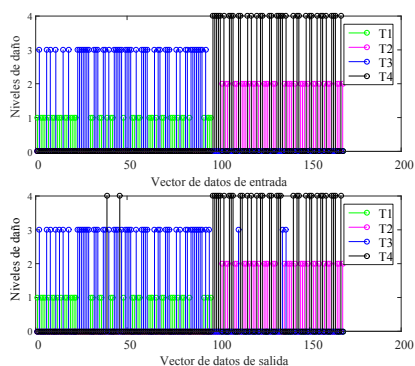 4
3
2
1
0
Niveles de daño
T1
T2
T3
T4
0 50 100 150 200
Vector de datos de entrada
4
3
2
1
0
Niveles de daño
T1
T2
T3
T4
0 50 100 150 200
Vector de datos de salida